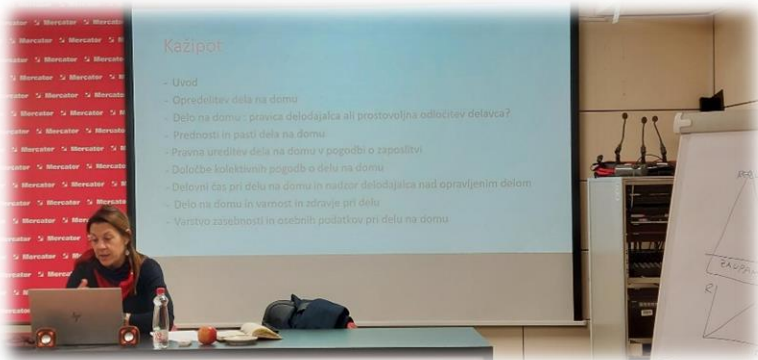 Mercator
Kažipot
- Uvod
- Opredelitev dela na domu
- Delo na domu - pravica delodajalca ali prostovoljna odločitev delavca?
- Prednosti in pasti dela na domu
- Pravna ureditev dela na domu v pogodbi o zaposlitvi
- Določbe kolektivnih pogodb o delu na domu
- Delovni čas pri delu na domu in nadzor delodajalca nad opravljenim delom
- Delo na domu in varnost in zdravje pri delu
- Varstvo zasebnosti in osebnih podatkov pri delu na domu
hp